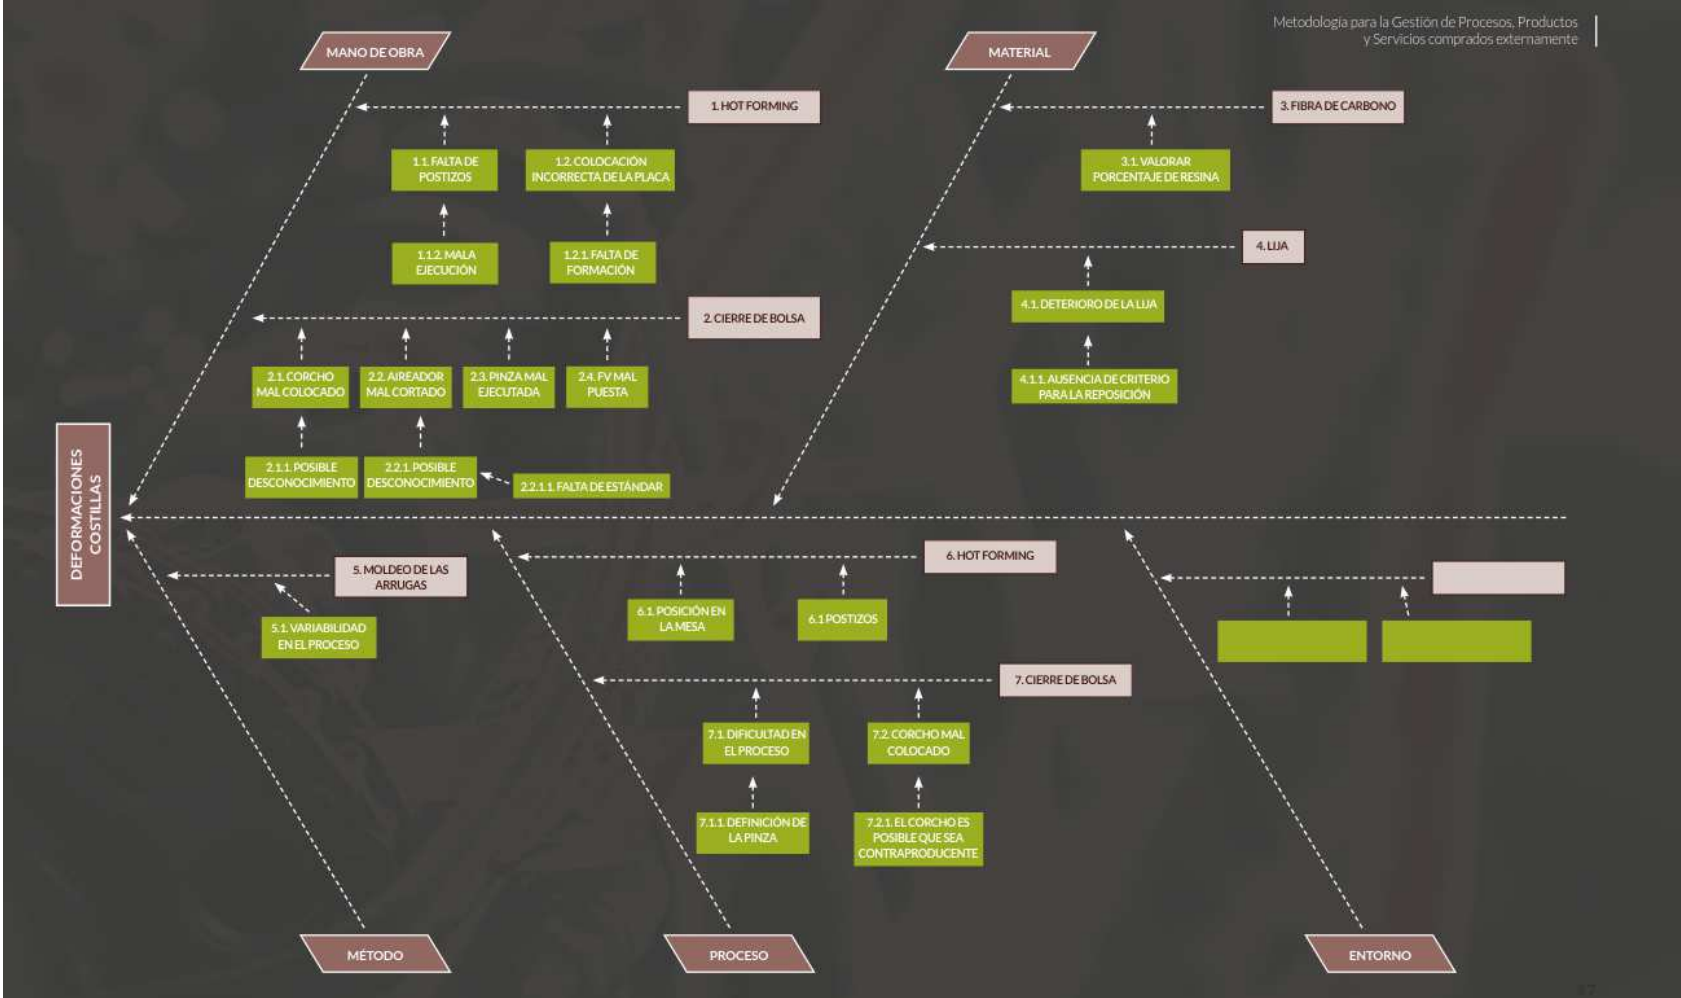 Metodología para la Gestión de Procesos, Productos
y Servicios comprados externamente
MANO DE OBRA
MATERIAL
1. HOT FORMING
3. FIBRA DE CARBONO
1.1. FALTA DE
POSTIZOS
1.2. COLOCACIÓN
INCORRECTA DE LA PLACA
3.1. VALORAR
PORCENTAJE DE RESINA
1.1.2. MALA
EJECUCIÓN
1.2.1. FALTA DE
FORMACIÓN
4. LIJA
4.1. DETERIORO DE LA LIJA
2. CIERRE DE BOLSA
2.1. CORCHO
MAL COLOCADO
2.2. AIREADOR
MAL CORTADO
2.3. PINZA MAL
EJECUTADA
2.4. FV MAL
PUESTA
4.1.1. AUSENCIA DE CRITERIO
PARA LA REPOSICIÓN
2.1.1. POSIBLE
DESCONOCIMIENTO
2.2.1. POSIBLE
DESCONOCIMIENTO
2.2.1.1. FALTA DE ESTÁNDAR
DEFORMACIONES
COSTILLAS
5. MOLDEO DE LAS
ARRUGAS
6. HOT FORMING
5.1. VARIABILIDAD
EN EL PROCESO
6.1. POSICIÓN EN
LA MESA
6.1 POSTIZOS
7. CIERRE DE BOLSA
7.1. DIFICULTAD EN
EL PROCESO
7.2. CORCHO MAL
COLOCADO
7.1.1. DEFINICIÓN DE
LA PINZA
7.2.1. EL CORCHO ES
POSIBLE QUE SEA
CONTRAPRODUCENTE
MÉTODO
PROCESO
ENTORNO